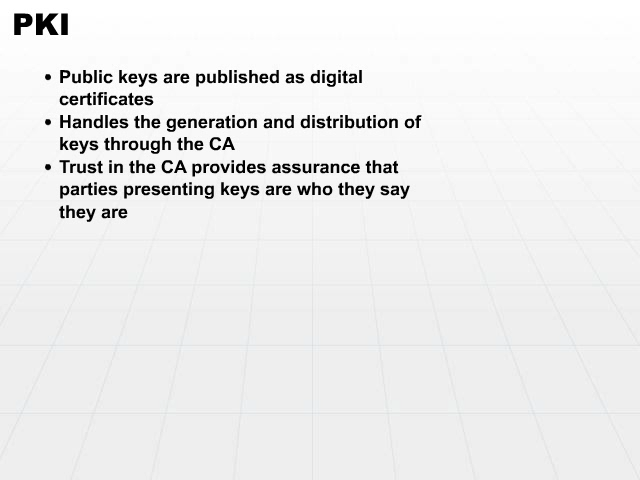 PKI
• Public keys are published as digital
certificates
• Handles the generation and distribution of
keys through the CA
• Trust in the CA provides assurance that
parties presenting keys are who they say
they are